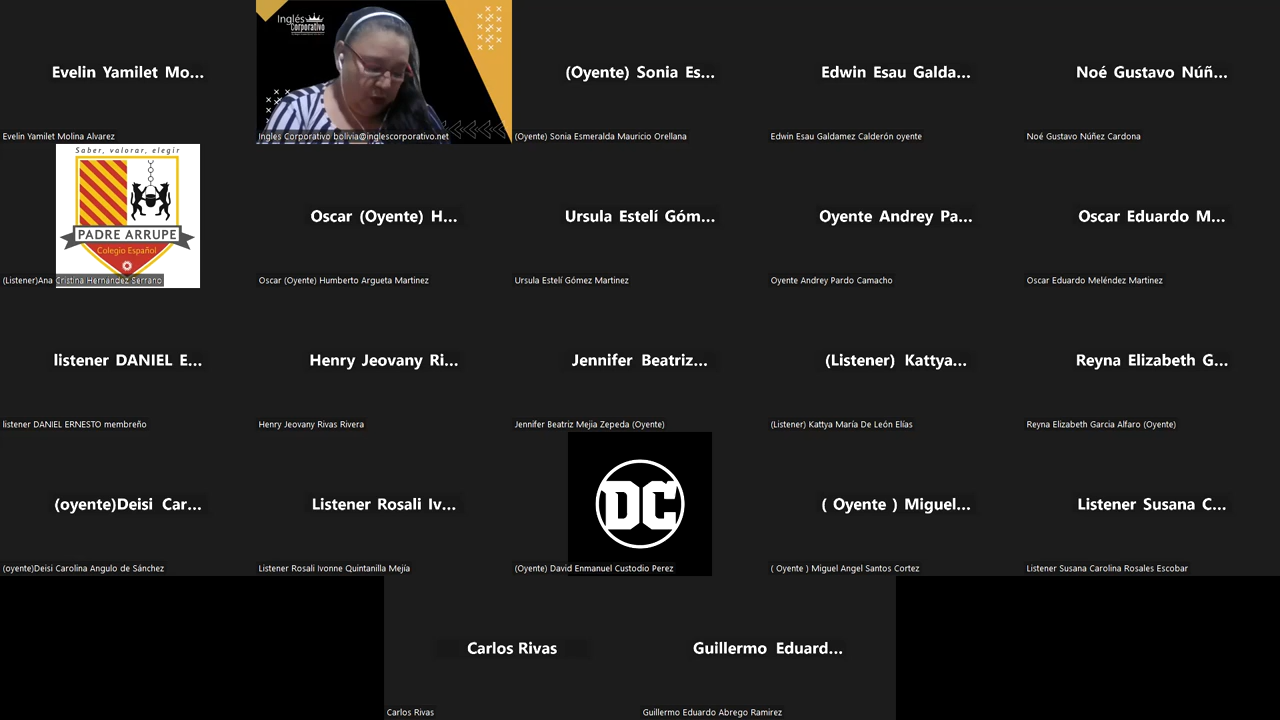 Evelin Yamilet Mo...
Evelin Yamilet Molina Alvarez
Inglés
Corporativo
Inglés Corporativo bolivia@inglescorporativo.net
(Oyente) Sonia Es...
(Oyente) Sonia Esmeralda Mauricio Orellana
Edwin Esau Galda...
Edwin Esau Galdamez Calderón oyente
Noé Gustavo Núñ...
Noé Gustavo Núñez Cardona
Saber, valorar, elegir
PADRE ARRUPE
Colegio Español
(Listener)Ana Cristina Hernandez Serrano
Oscar (Oyente) H...
Oscar (Oyente) Humberto Argueta Martinez
Ursula Estelí Góm...
Ursula Estelí Gómez Martinez
Oyente Andrey Pa...
Oyente Andrey Pardo Camacho
Oscar Eduardo M...
Oscar Eduardo Meléndez Martinez
listener DANIEL E...
listener DANIEL ERNESTO membreño
Henry Jeovany Ri...
Henry Jeovany Rivas Rivera
Jennifer Beatriz...
Jennifer Beatriz Mejia Zepeda (Oyente)
(Listener) Kattya...
(Listener) Kattya María De León Elías
Reyna Elizabeth G...
Reyna Elizabeth Garcia Alfaro (Oyente)
(oyente)Deisi Car...
(oyente)Deisi Carolina Angulo de Sánchez
Listener Rosali Iv...
Listener Rosali Ivonne Quintanilla Mejía
DC
(Oyente) David Enmanuel Custodio Perez
( Oyente ) Miguel...
( Oyente ) Miguel Angel Santos Cortez
Listener Susana C...
Listener Susana Carolina Rosales Escobar
Carlos Rivas
Carlos Rivas
Guillermo Eduard...
Guillermo Eduardo Abrego Ramirez